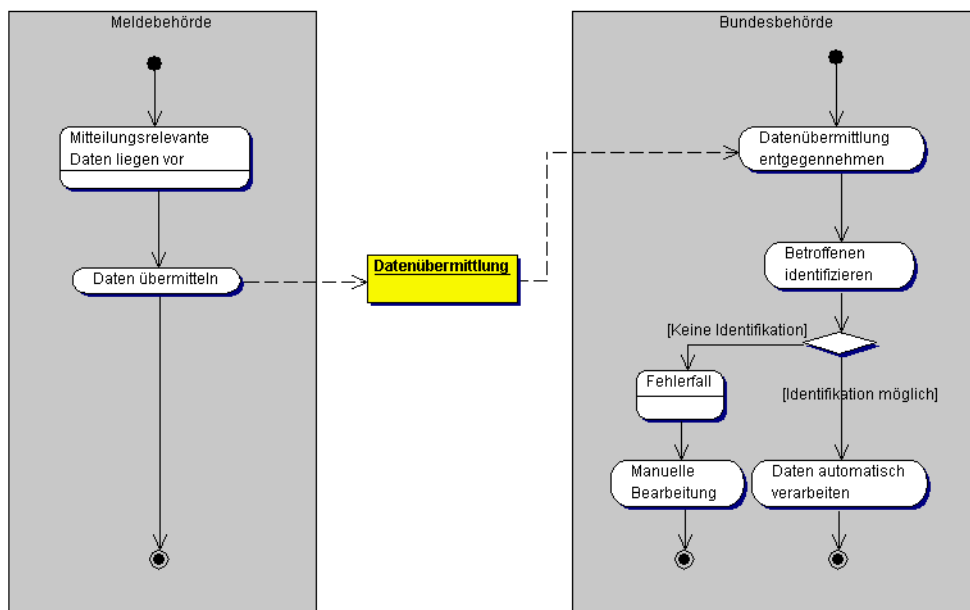 Meldebehörde
Mitteilungsrelevante
Daten liegen vor
Daten übermitteln
Datenübermittlung
Bundesbehörde
Datenübermittlung
entgegennehmen
Betroffenen
identifizieren
[Keine Identifikation]
Fehlerfall
[Identifikation möglich]
Manuelle
Bearbeitung
Daten automatisch
verarbeiten